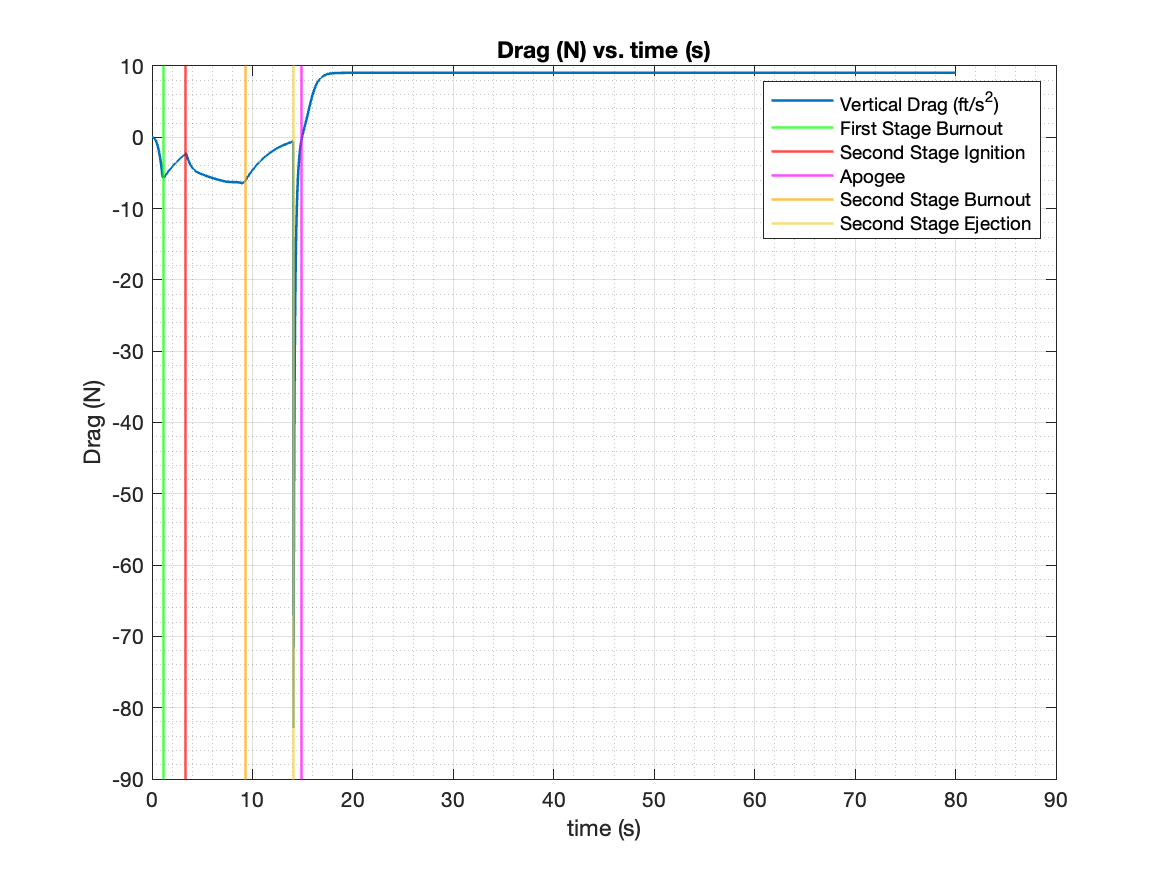 Drag (N) vs. time (s)
10
0
-10
-20
-30
-40
-50
-60
-70
-80
-90
Drag (N)
Vertical Drag (ft/s²)
First Stage Burnout
Second Stage Ignition
Apogee
Second Stage Burnout
Second Stage Ejection
0 10 20 30 40 50 60 70 80 90
time (s)